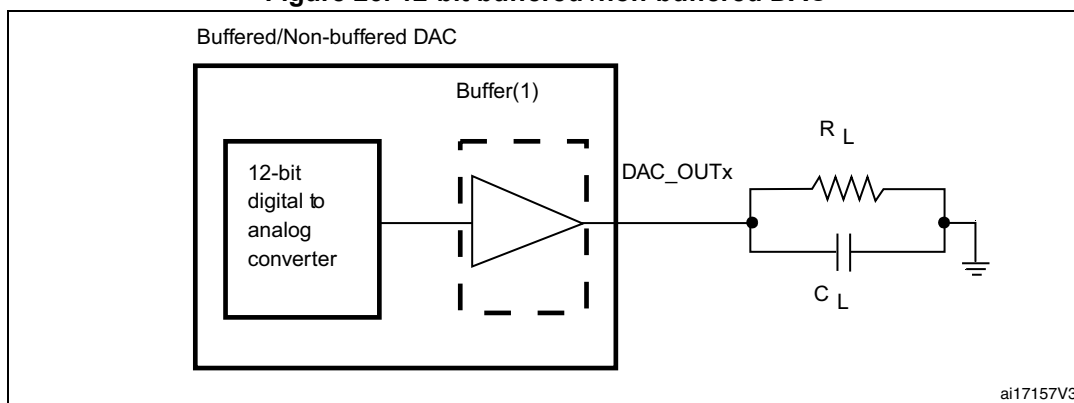 Buffered/Non-buffered DAC
Buffer(1)
12-bit
digital to
analog
converter
DAC_OUTx
R L
C L
ai17157V3